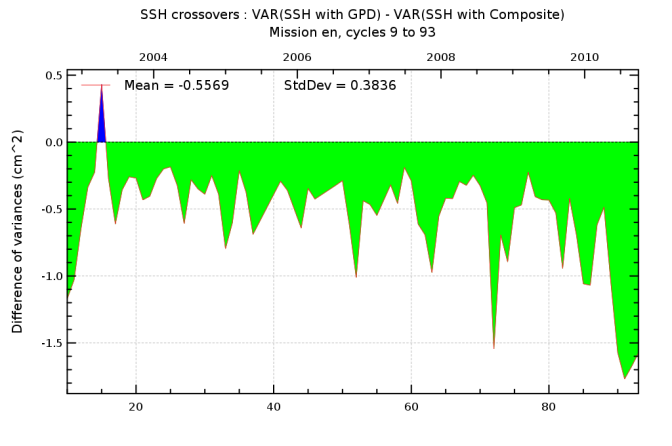 SSH crossovers : VAR(SSH with GPD) - VAR(SSH with Composite)
Mission en, cycles 9 to 93
2004 2006 2008 2010
Mean = -0.5569 StdDev = 0.3836
Difference of variances (cm^2)
0.5
0.0
-0.5
-1.0
-1.5
20 40 60 80